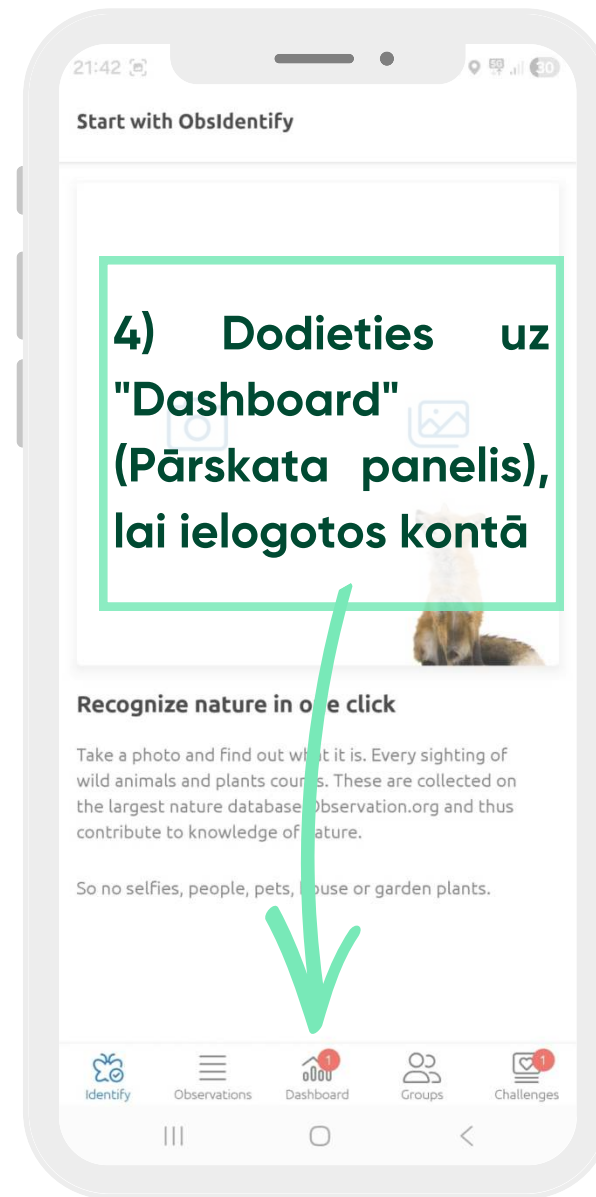 21:42
5G
30
Start with ObsIdentify
4) Dodieties uz
"Dashboard"
(Pārskata panelis),
lai ielogotos kontā
Recognize nature in one click
Take a photo and find out what it is. Every sighting of
wild animals and plants counts. These are collected on
the largest nature database Observation.org and thus
contribute to knowledge of nature.
So no selfies, people, pets, house or garden plants.
1
1
Identify
Observations
Dashboard
Groups
Challenges